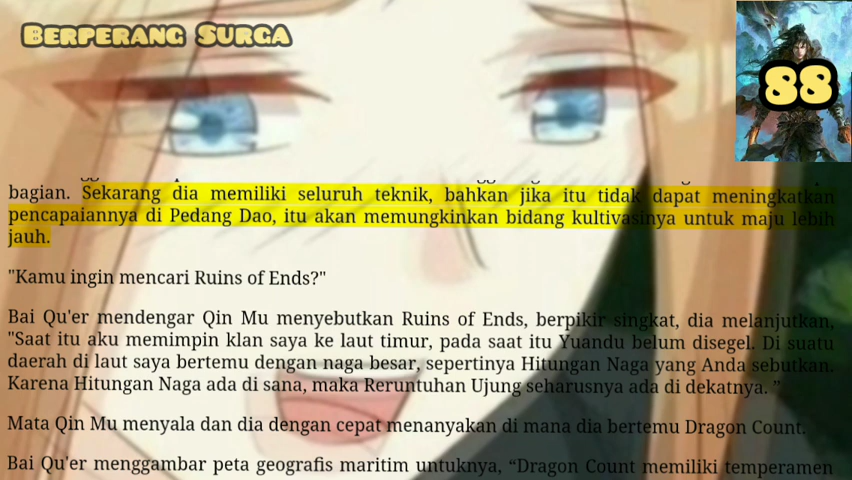 Berperang Surga
88
bagian. Sekarang dia memiliki seluruh teknik, bahkan jika itu tidak dapat meningkatkan
pencapaiannya di Pedang Dao, itu akan memungkinkan bidang kultivasinya untuk maju lebih
jauh.
"Kamu ingin mencari Ruins of Ends?"
Bai Qu'er mendengar Qin Mu menyebutkan Ruins of Ends, berpikir singkat, dia melanjutkan,
"Saat itu aku memimpin klan saya ke laut timur, pada saat itu Yuandu belum disegel. Di suatu
daerah di laut saya bertemu dengan naga besar, sepertinya Hitungan Naga yang Anda sebutkan.
Karena Hitungan Naga ada di sana, maka Reruntuhan Ujung seharusnya ada di dekatnya. ”
Mata Qin Mu menyala dan dia dengan cepat menanyakan di mana dia bertemu Dragon Count.
Bai Qu'er menggambar peta geografis maritim untuknya, “Dragon Count memiliki temperamen